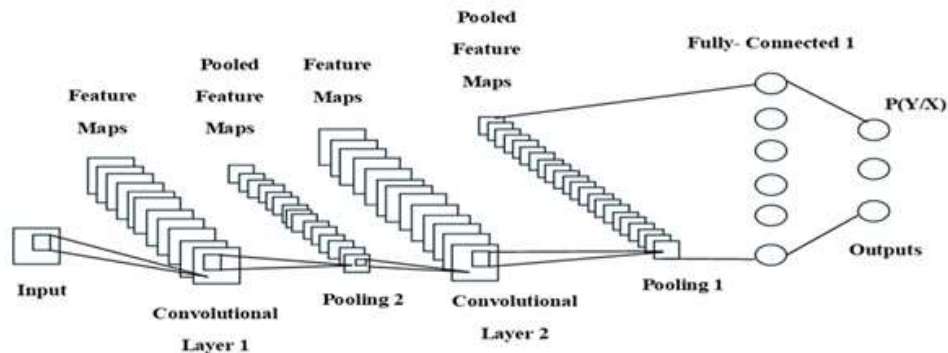 Feature
Maps
Pooled
Feature
Maps
Feature
Maps
Pooled
Feature
Maps
Fully- Connected 1
P(Y/X)
Input
Convolutional
Layer 1
Pooling 2
Convolutional
Layer 2
Pooling 1
Outputs